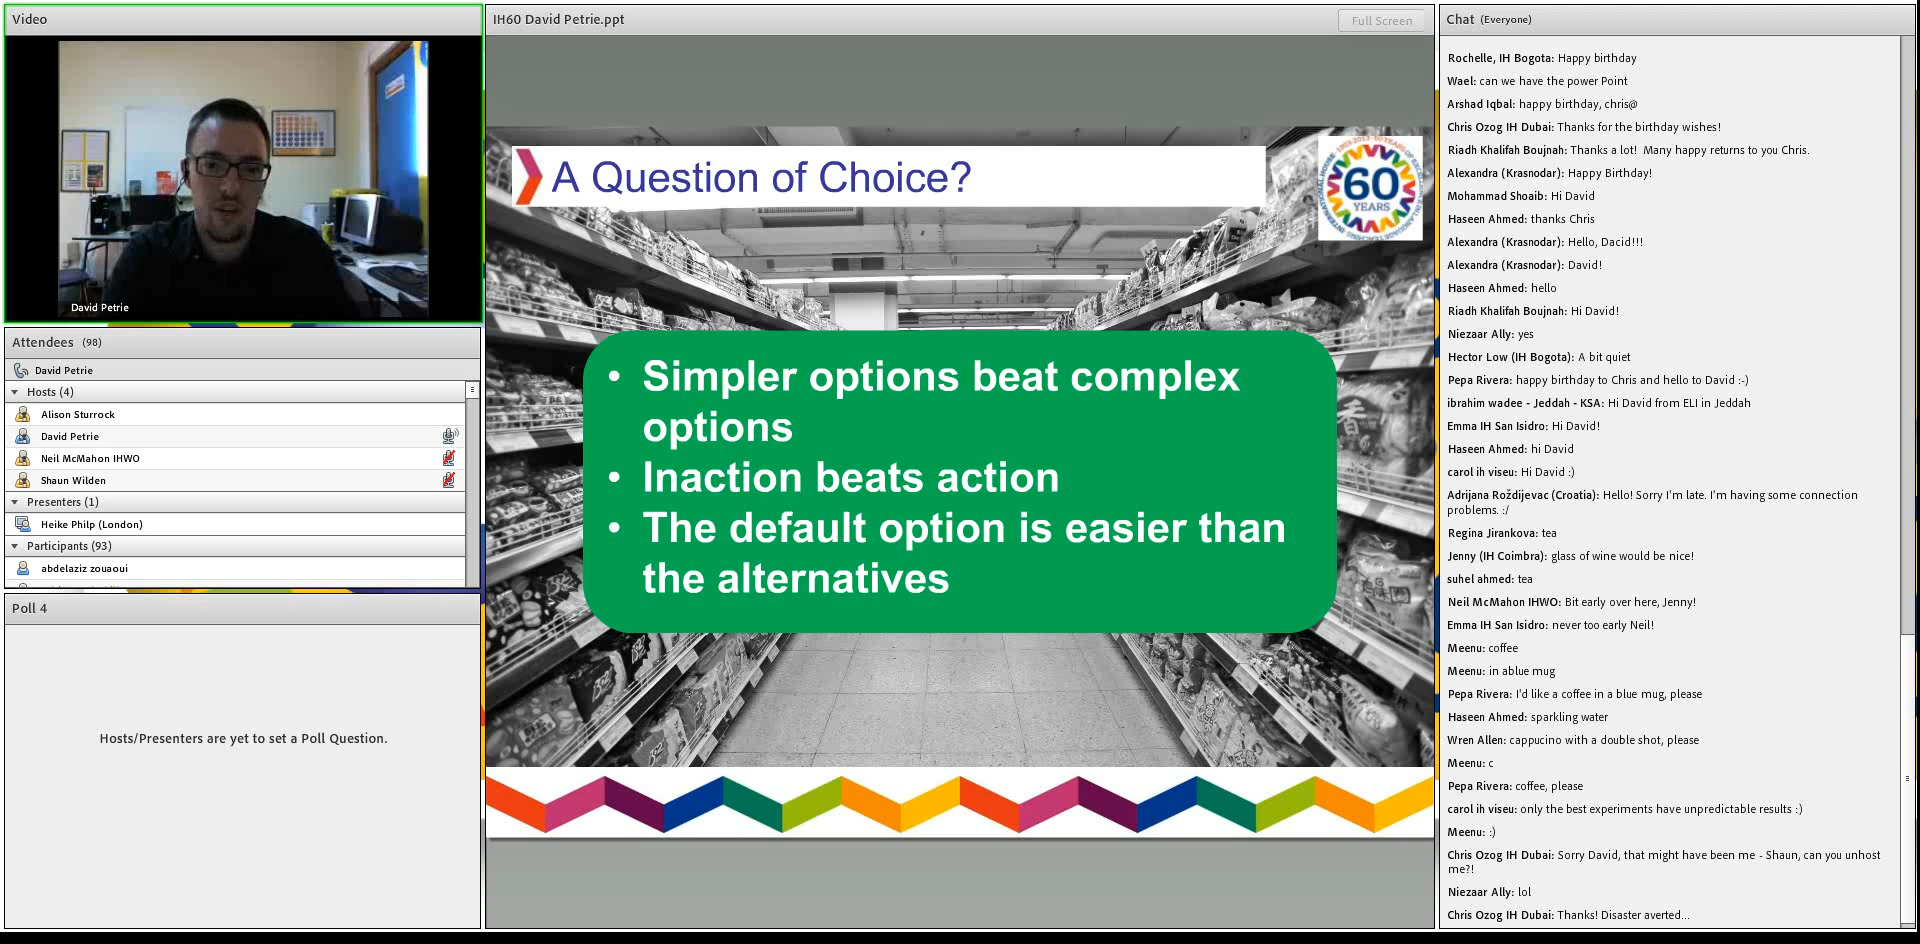 Video
David Petrie
Attendees (98)
David Petrie
Hosts (4)
Alison Sturrock
David Petrie
Neil McMahon IHWO
Shaun Wilden
Presenters (1)
Heike Philp (London)
Participants (93)
abdelaziz zouaoui
Poll 4
Hosts/Presenters are yet to set a Poll Question.
IH60 David Petrie.ppt
Full Screen
A Question of Choice?
60
YEARS
• Simpler options beat complex
options
• Inaction beats action
• The default option is easier than
the alternatives
Chat (Everyone)
Rochelle, IH Bogota: Happy birthday
Wael: can we have the power Point
Arshad Iqbal: happy birthday, chris@
Chris Ozog IH Dubai: Thanks for the birthday wishes!
Riadh Khalifah Boujnah: Thanks a lot!  Many happy returns to you Chris.
Alexandra (Krasnodar): Happy Birthday!
Mohammad Shoaib: Hi David
Haseen Ahmed: thanks Chris
Alexandra (Krasnodar): Hello, Dacid!!!
Alexandra (Krasnodar): David!
Haseen Ahmed: hello
Riadh Khalifah Boujnah: Hi David!
Niezaar Ally: yes
Hector Low (IH Bogota): A bit quiet
Pepa Rivera: happy birthday to Chris and hello to David :-)
ibrahim wadee - Jeddah - KSA: Hi David from ELI in Jeddah
Emma IH San Isidro: Hi David!
Haseen Ahmed: hi David
carol ih viseu: Hi David :)
Adrijana Roždijevac (Croatia): Hello! Sorry I'm late. I'm having some connection
problems. :/
Regina Jirankova: tea
Jenny (IH Coimbra): glass of wine would be nice!
suhel ahmed: tea
Neil McMahon IHWO: Bit early over here, Jenny!
Emma IH San Isidro: never too early Neil!
Meenu: coffee
Meenu: in ablue mug
Pepa Rivera: I'd like a coffee in a blue mug, please
Haseen Ahmed: sparkling water
Wren Allen: cappucino with a double shot, please
Meenu: c
Pepa Rivera: coffee, please
carol ih viseu: only the best experiments have unpredictable results :)
Meenu: :)
Chris Ozog IH Dubai: Sorry David, that might have been me - Shaun, can you unhost
me?!
Niezaar Ally: lol
Chris Ozog IH Dubai: Thanks! Disaster averted...